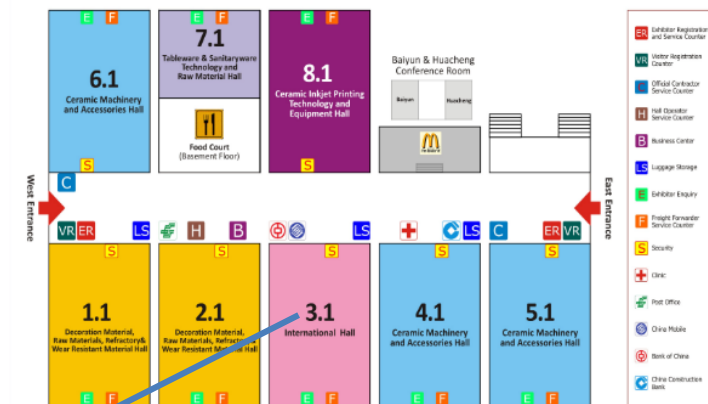 E F
6.1
Ceramic Machinery
and Accessories Hall
S
C
E F
7.1
Tableware & Sanitaryware
Technology and
Raw Material Hall
Food Court
(Basement Floor)
E F
8.1
Ceramic Inkjet Printing
Technology and
Equipment Hall
S
Baiyun & Huacheng
Conference Room
Baiyun
Huacheng
M
West Entrance
East Entrance
VR ER
LS
H
B
LS
LS
C
ER VR
S
1.1
Decoration Material,
Raw Materials, Refractory&
Wear Resistant Material Hall
E F
S
2.1
Decoration Material,
Raw Materials, Refractory&
Wear Resistant Material Hall
E F
S
3.1
International Hall
E F
S
4.1
Ceramic Machinery
and Accessories Hall
E F
S
5.1
Ceramic Machinery
and Accessories Hall
E F
ER Exhibitor Registration
and Service Counter
VR Visitor Registration
Counter
C Official Contractor
Service Counter
H Hall Operator
Service Counter
B Business Center
LS Luggage Storage
E Exhibitor Enquiry
F Freight Forwarder
Service Counter
S Security
Clinic
Post Office
China Mobile
Bank of China
China Construction
Bank